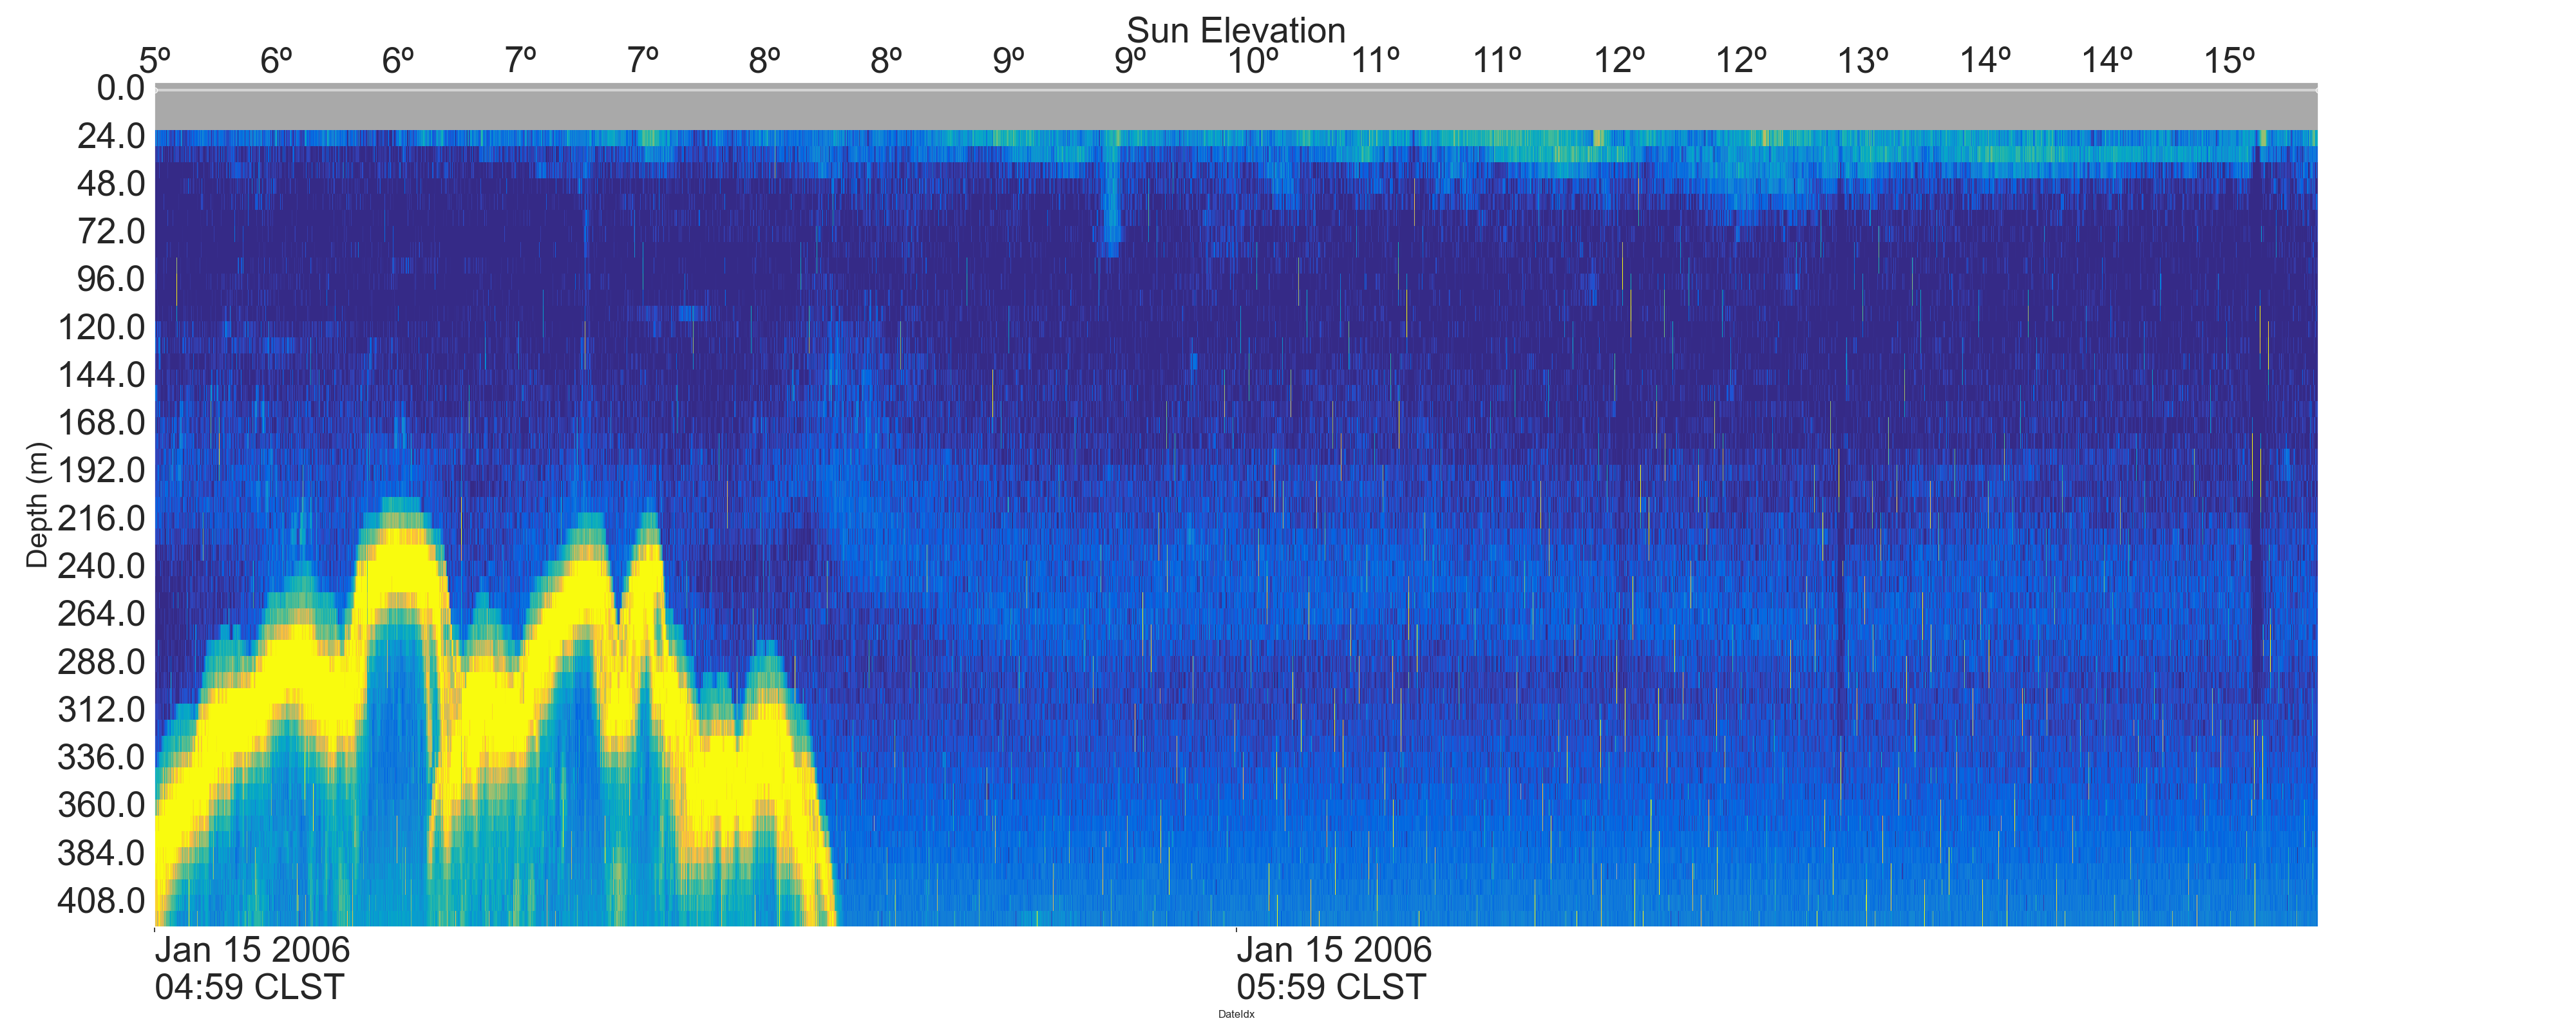 Sun Elevation
5º 6º 6º 7º 7º 8º 8º 9º 9º 10º 11º 11º 12º 12º 13º 14º 14º 15º
0.0
24.0
48.0
72.0
96.0
120.0
144.0
168.0
192.0
216.0
240.0
264.0
288.0
312.0
336.0
360.0
384.0
408.0
Depth (m)
Jan 15 2006
04:59 CLST
Jan 15 2006
05:59 CLST
DateIdx